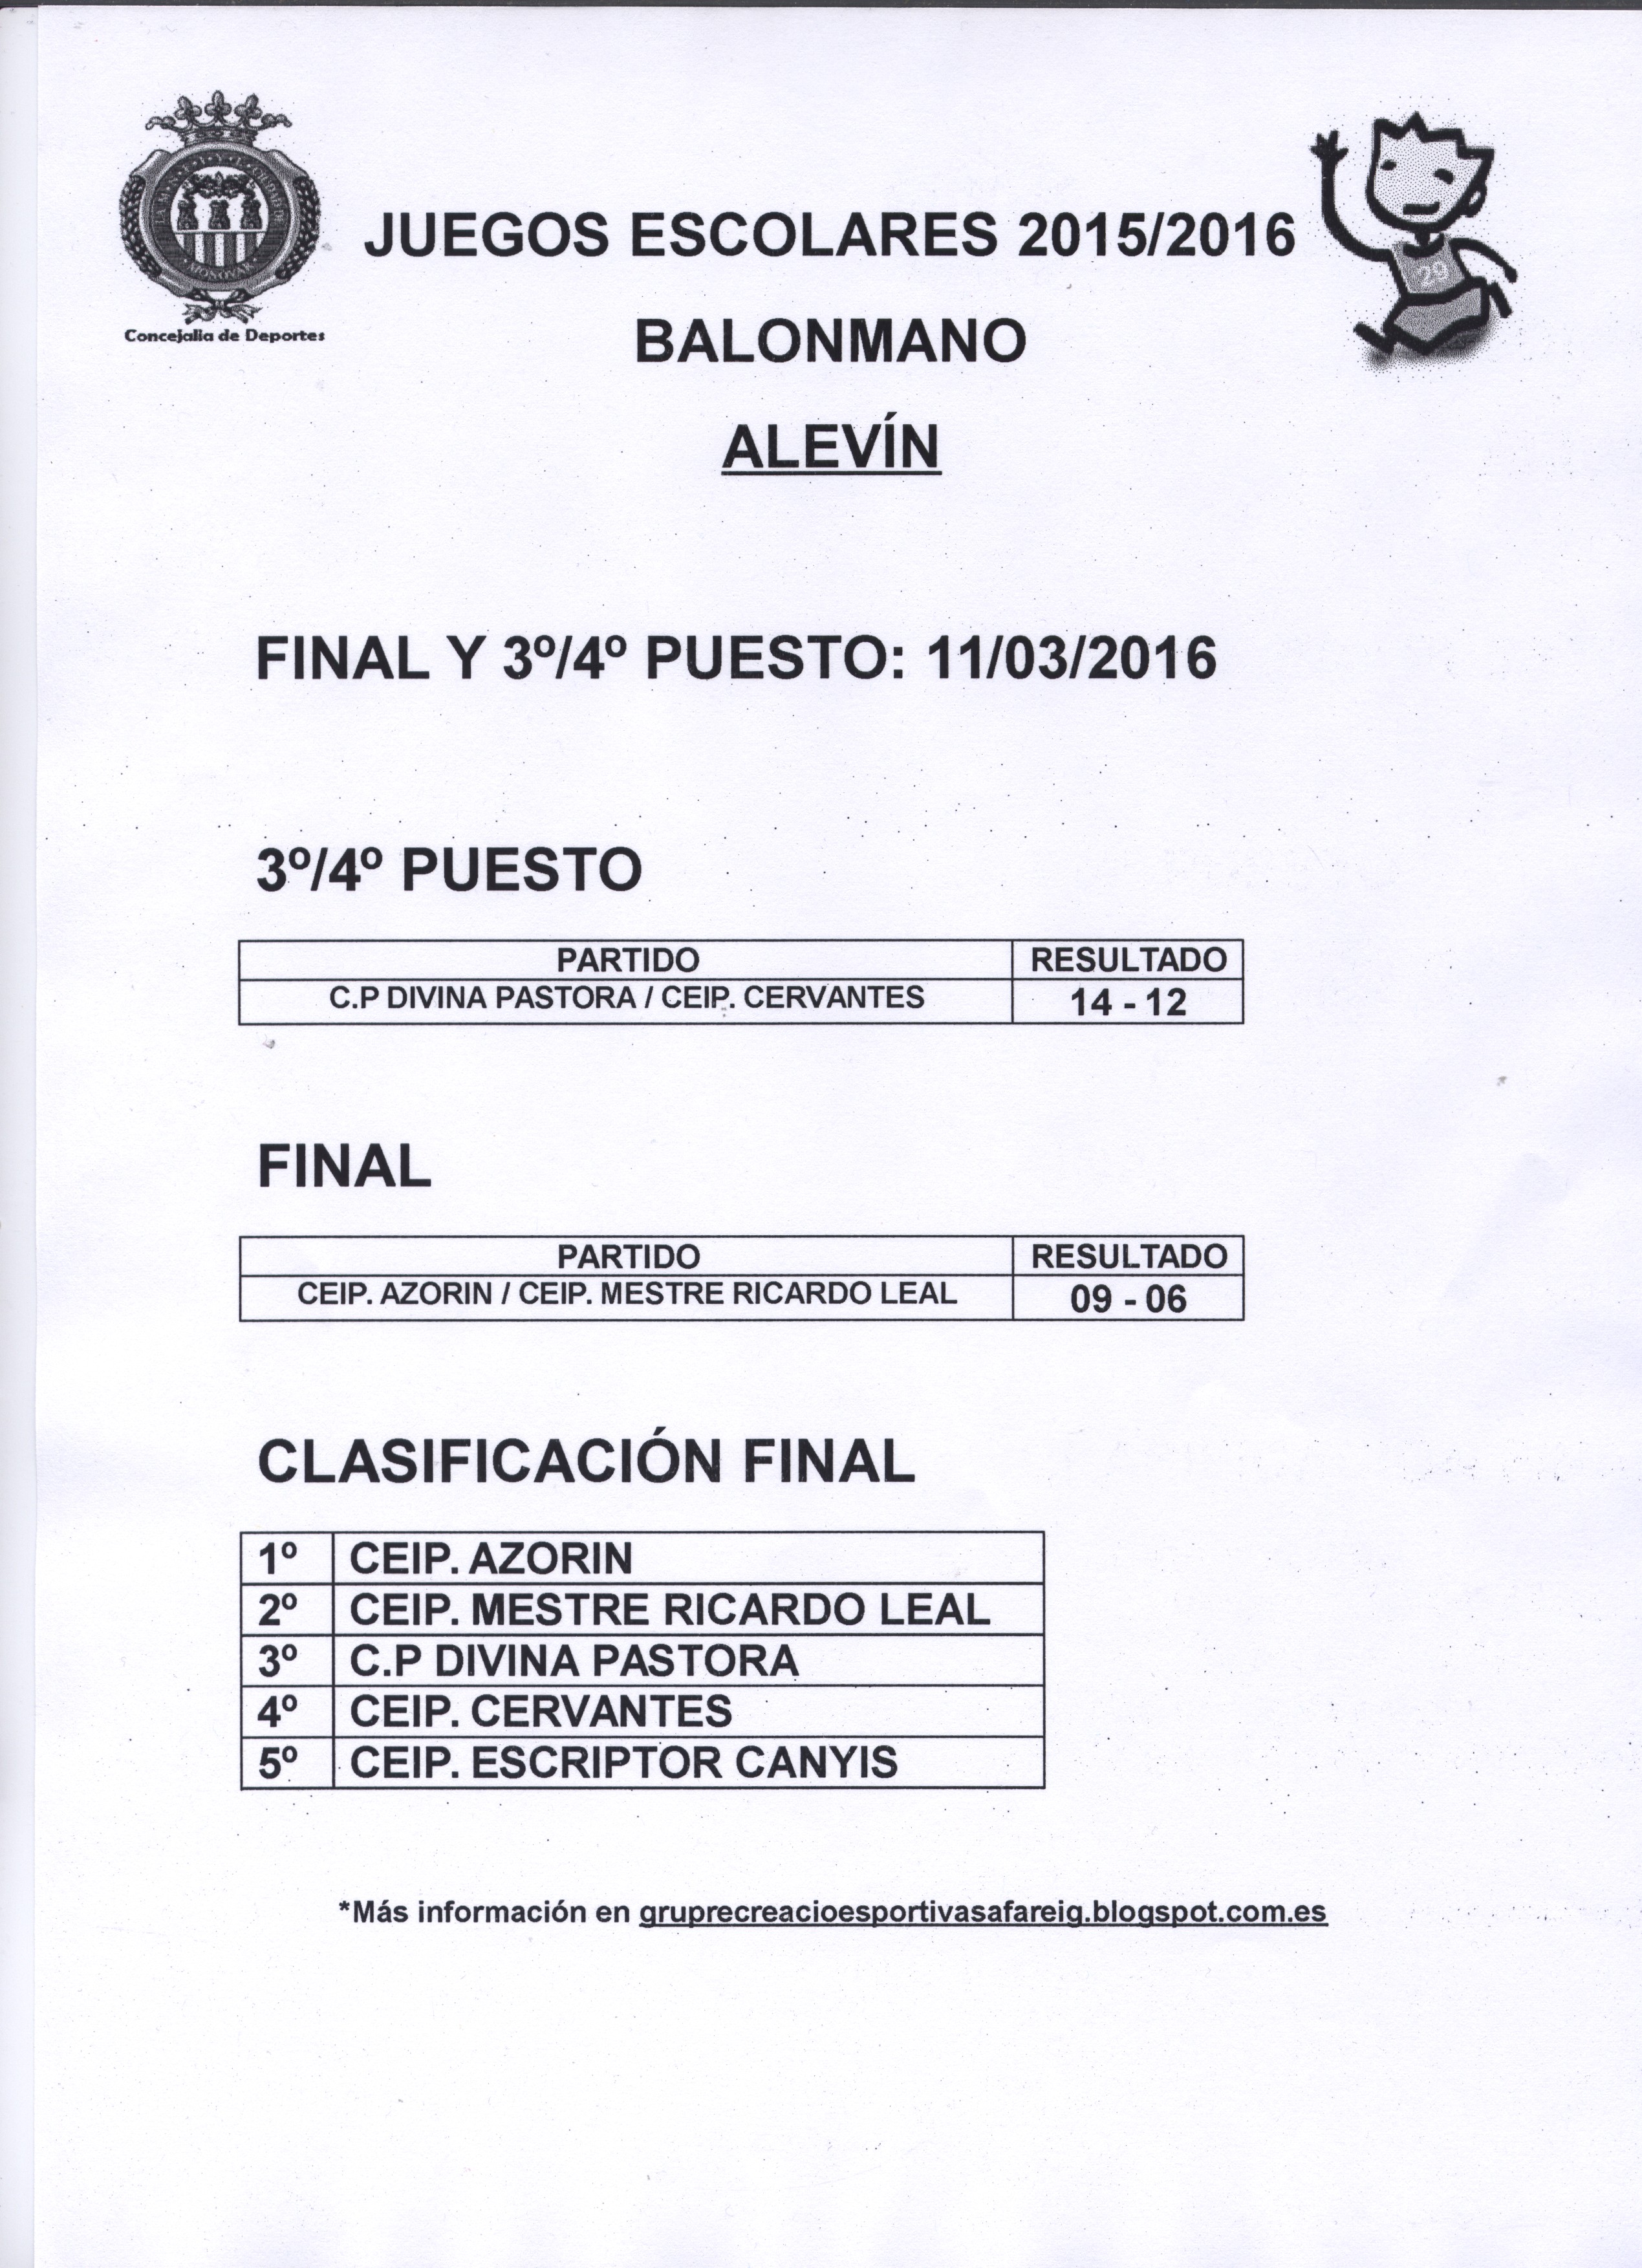 MONOVAR
Concejalia de Deportes
29
JUEGOS ESCOLARES 2015/2016
BALONMANO
ALEVÍN
FINAL Y 3º/4º PUESTO: 11/03/2016
3º/4º PUESTO
PARTIDO RESULTADO
C.P DIVINA PASTORA / CEIP. CERVANTES 14 - 12
FINAL
PARTIDO RESULTADO
CEIP. AZORIN / CEIP. MESTRE RICARDO LEAL 09 - 06
CLASIFICACIÓN FINAL
1º CEIP. AZORIN
2º CEIP. MESTRE RICARDO LEAL
3º C.P DIVINA PASTORA
4º CEIP. CERVANTES
5º CEIP. ESCRIPTOR CANYIS
*Más información en gruprecreacioesportivasafareig.blogspot.com.es